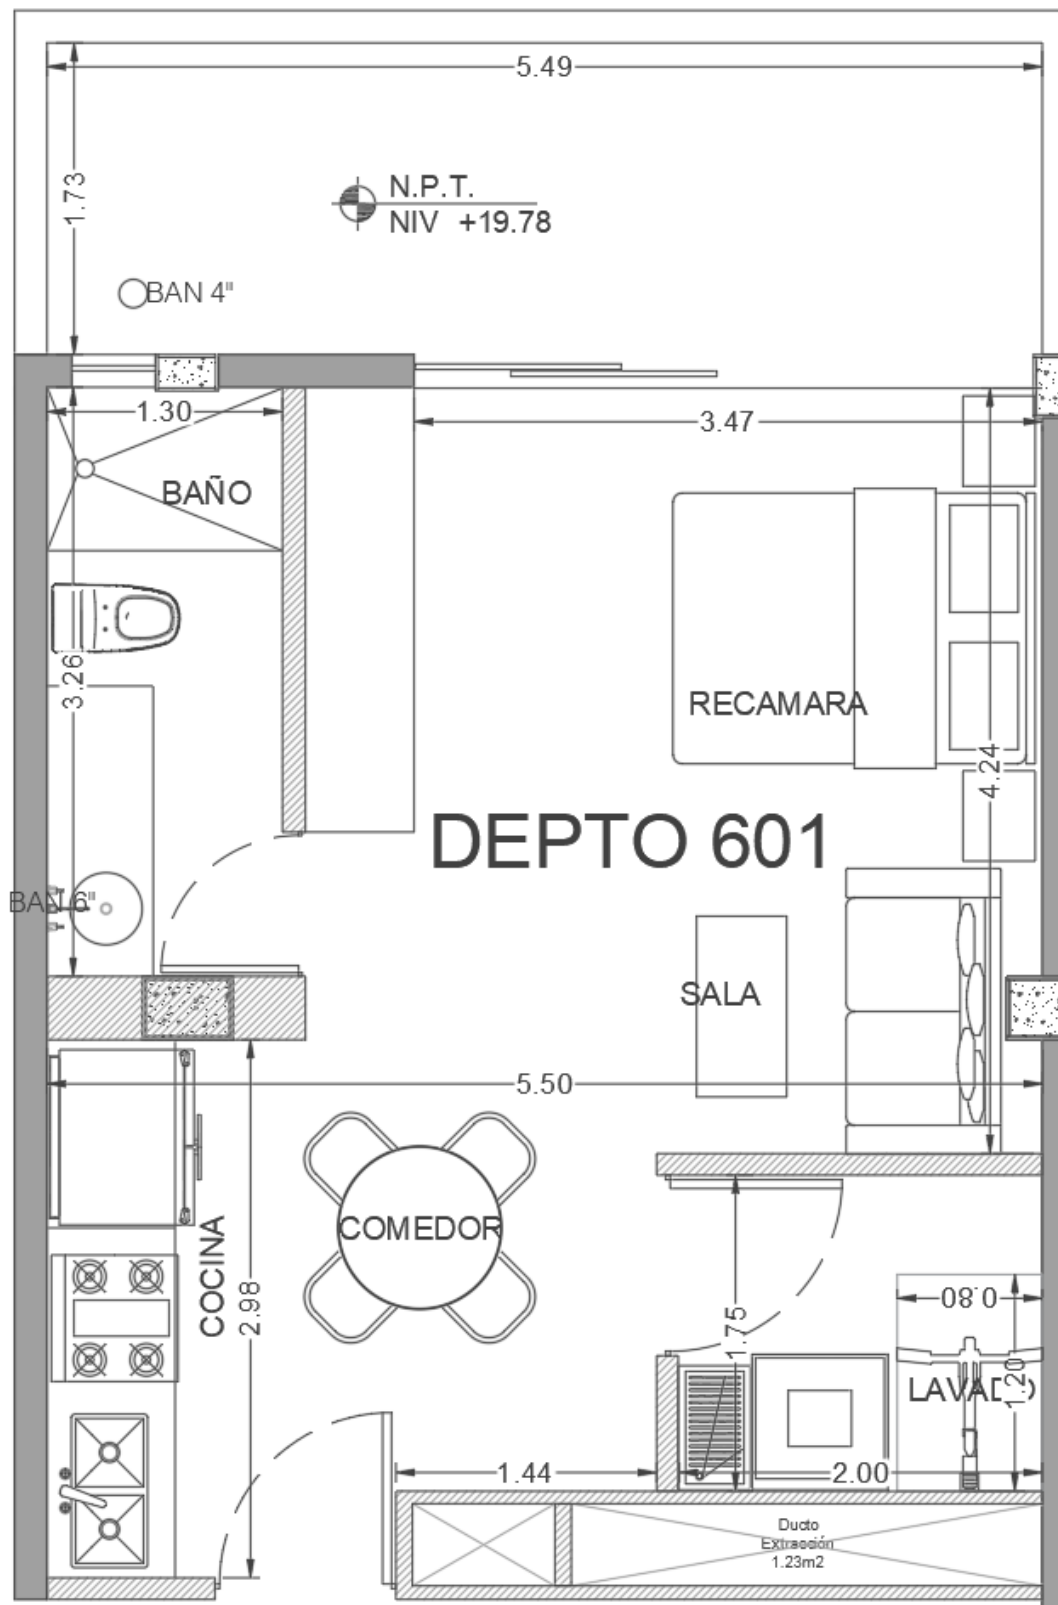 5.49
1.73
N.P.T.
NIV +19.78
BAN 4"
1.30
3.47
BAÑO
3.26
RECAMARA
4.24
DEPTO 601
BAN 6"
SALA
5.50
COMEDOR
COCINA
2.98
1.75
0.80
LAVADO
1.20
1.44
2.00
Ducto
Extracción
1.23m2